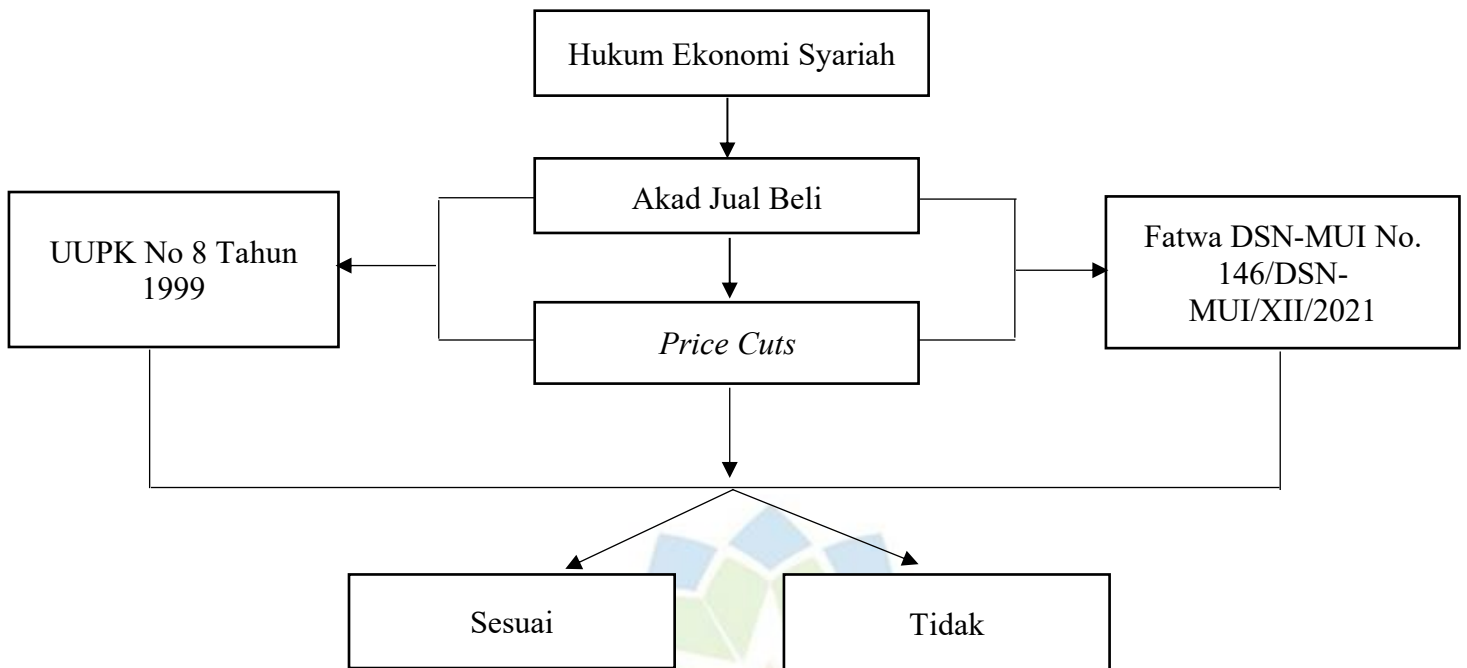 Hukum Ekonomi Syariah
Akad Jual Beli
UUPK No 8 Tahun
1999
Fatwa DSN-MUI No.
146/DSN-
MUI/XII/2021
Price Cuts
Sesuai
Tidak